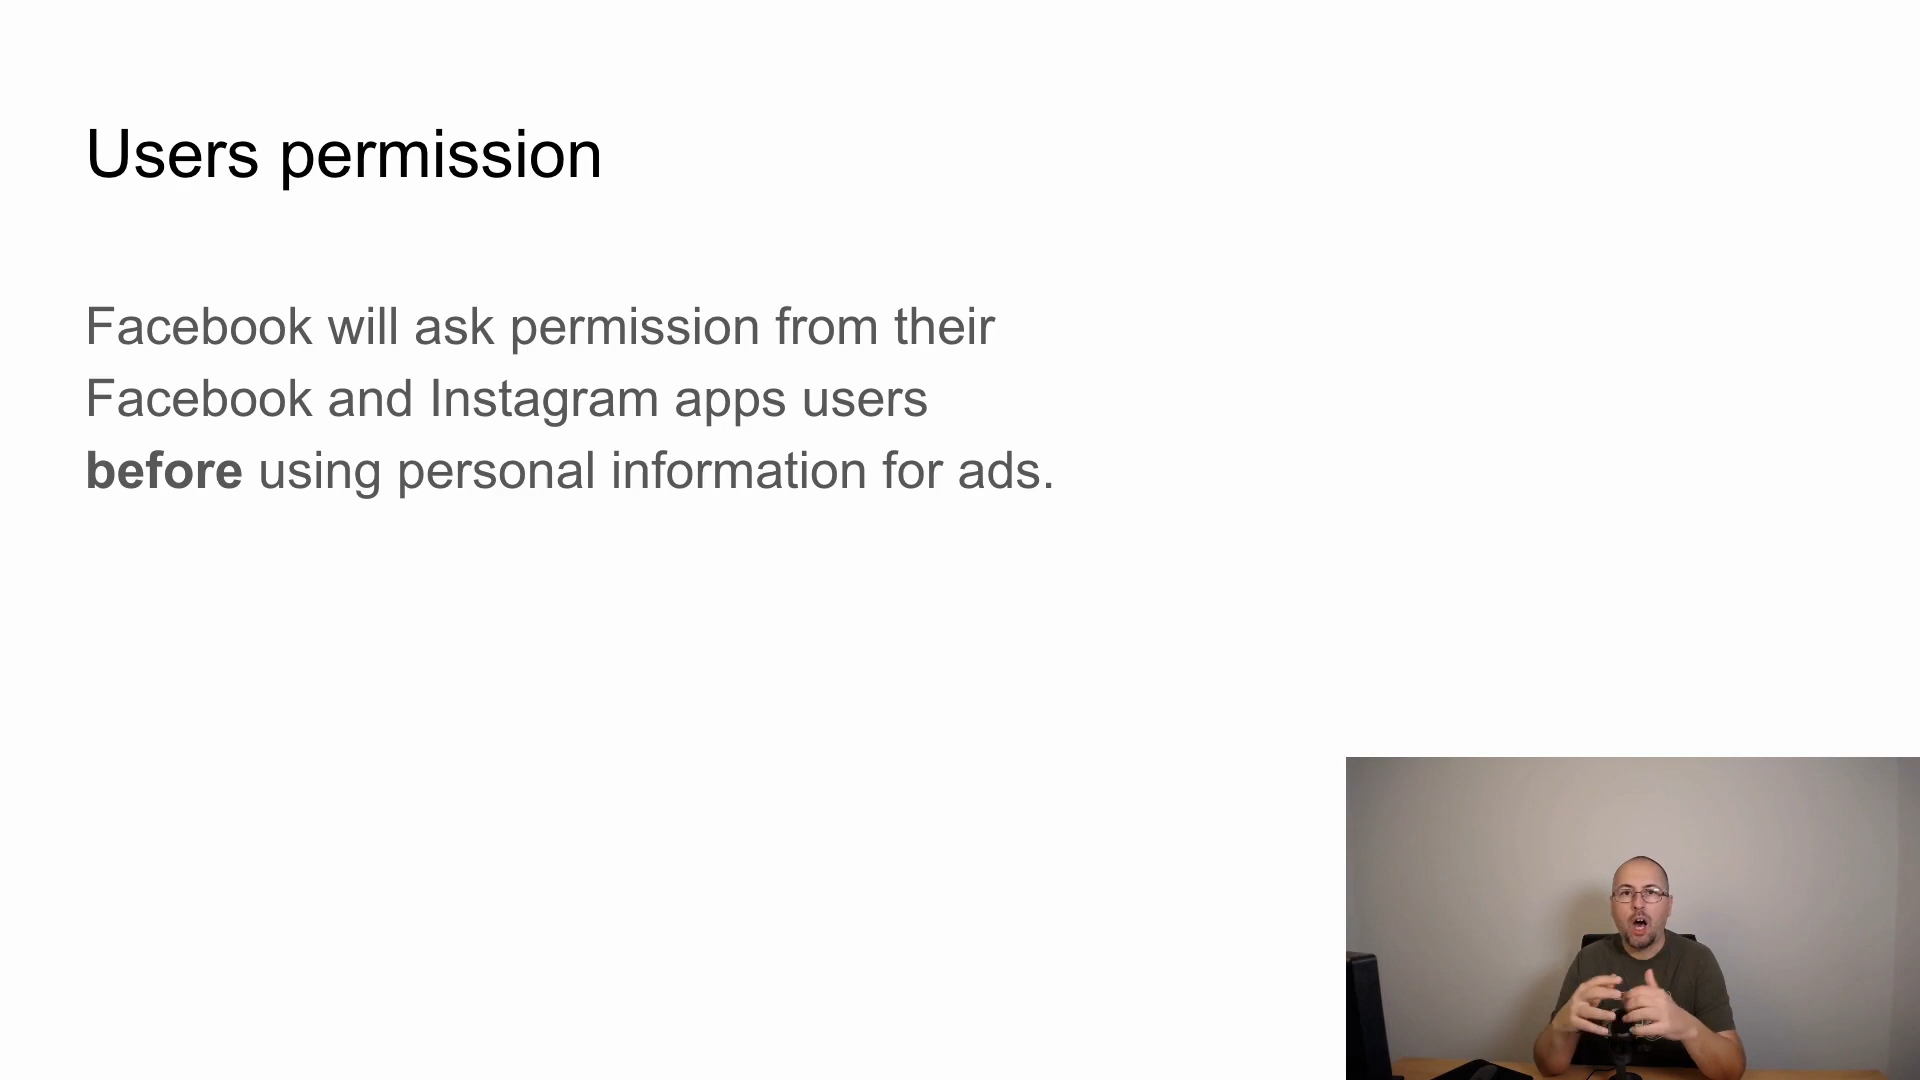 Users permission
Facebook will ask permission from their
Facebook and Instagram apps users
before using personal information for ads.